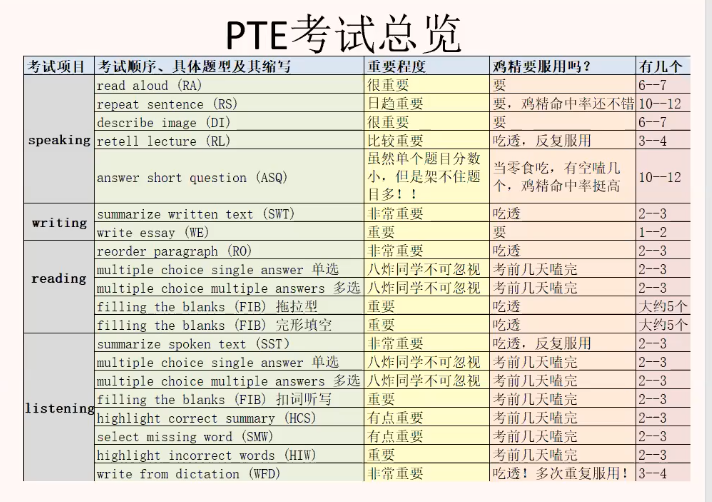 PTE考试总览
考试项目 考试顺序、具体题型及其缩写 重要程度 鸡精要服用吗? 有几个
speaking
read aloud (RA) 很重要 要 6--7
repeat sentence (RS) 日趋重要 要，鸡精命中率还不错 10--12
describe image (DI) 很重要 要 6--7
retell lecture (RL) 比较重要 吃透，反复服用 3--4
answer short question (ASQ) 虽然单个题目分数小，但是架不住题目多！！ 当零食吃，有空嗑几个，鸡精命中率挺高 10--12
writing
summarize written text (SWT) 非常重要 吃透 2--3
write essay (WE) 重要 要 1--2
reading
reorder paragraph (RO) 非常重要 吃透 2--3
multiple choice single answer 单选 八炸同学不可忽视 考前几天嗑完 2--3
multiple choice multiple answers 多选 八炸同学不可忽视 考前几天嗑完 2--3
filling the blanks (FIB) 拖拉型 重要 吃透 大约5个
filling the blanks (FIB) 完形填空 重要 吃透 大约5个
listening
summarize spoken text (SST) 非常重要 吃透，反复服用 2--3
multiple choice single answer 单选 八炸同学不可忽视 考前几天嗑完 2--3
multiple choice multiple answers 多选 八炸同学不可忽视 考前几天嗑完 2--3
filling the blanks (FIB) 扣词听写 重要 考前几天嗑完 2--3
highlight correct summary (HCS) 有点重要 考前几天嗑完 2--3
select missing word (SMW) 有点重要 考前几天嗑完 2--3
highlight incorrect words (HIW) 重要 考前几天嗑完 2--3
write from dictation (WFD) 非常重要 吃透！多次重复服用！ 3--4